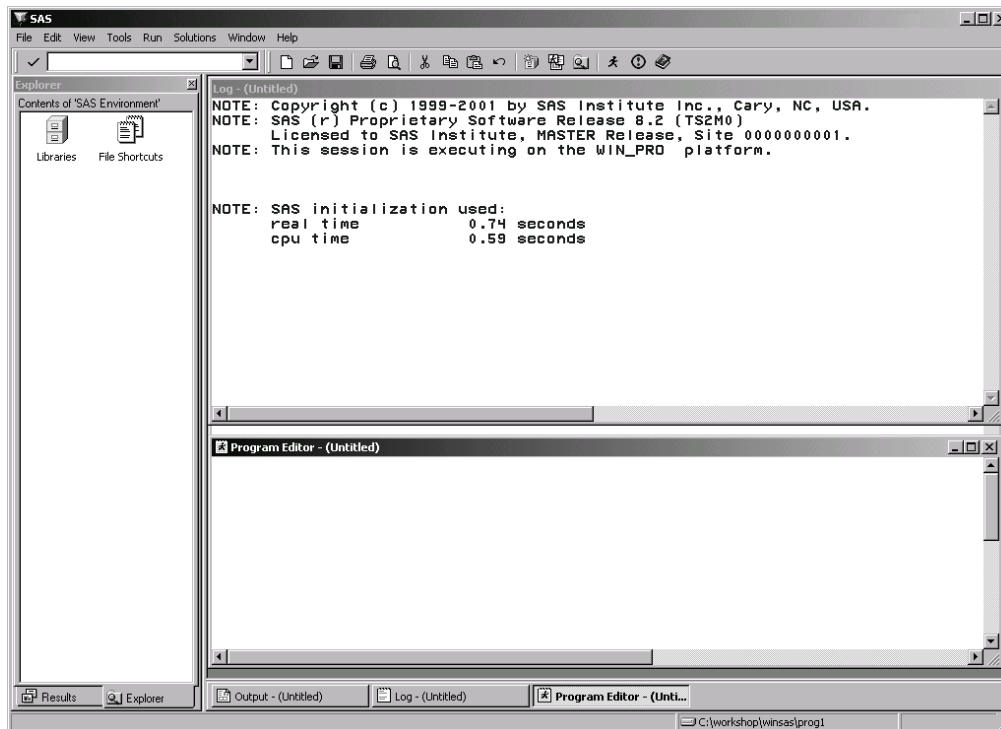 SAS
File Edit View Tools Run Solutions Window Help
Explorer
Contents of 'SAS Environment'
Libraries File Shortcuts
Log - (Untitled)
NOTE: Copyright (c) 1999-2001 by SAS Institute Inc., Cary, NC, USA.
NOTE: SAS (r) Proprietary Software Release 8.2 (TS2M0)
Licensed to SAS Institute, MASTER Release, Site 0000000001.
NOTE: This session is executing on the WIN_PRO platform.
NOTE: SAS initialization used:
real time 0.74 seconds
cpu time 0.59 seconds
Program Editor - (Untitled)
Results Explorer
Output - (Untitled) Log - (Untitled) Program Editor - (Unti...
C:\workshop\winsas\prog1